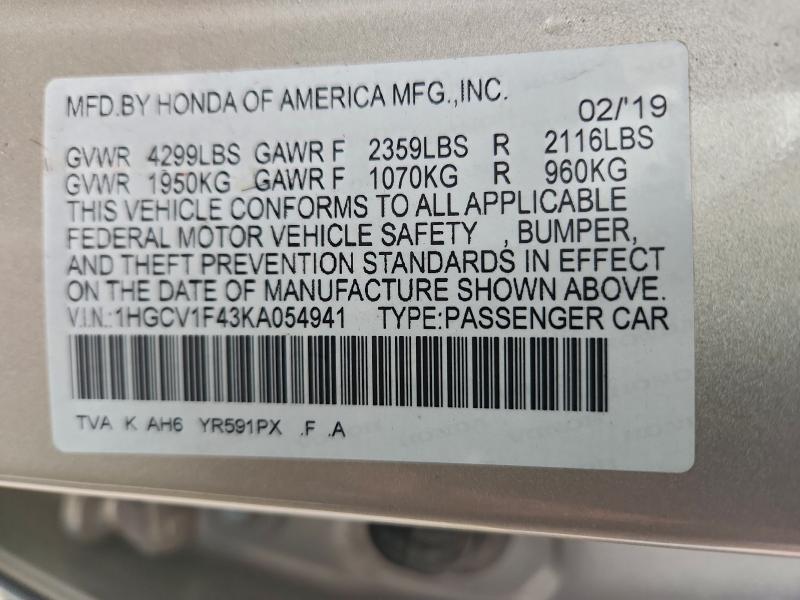 MFD.BY HONDA OF AMERICA MFG.,INC. 02/'19
GVWR 4299LBS GAWR F 2359LBS R 2116LBS
GVWR 1950KG GAWR F 1070KG R 960KG
THIS VEHICLE CONFORMS TO ALL APPLICABLE
FEDERAL MOTOR VEHICLE SAFETY , BUMPER,
AND THEFT PREVENTION STANDARDS IN EFFECT
ON THE DATE OF MANUFACTURE SHOWN ABOVE.
V.I.N.:1HGCV1F43KA054941 TYPE:PASSENGER CAR
TVA K AH6 YR591PX .F .A